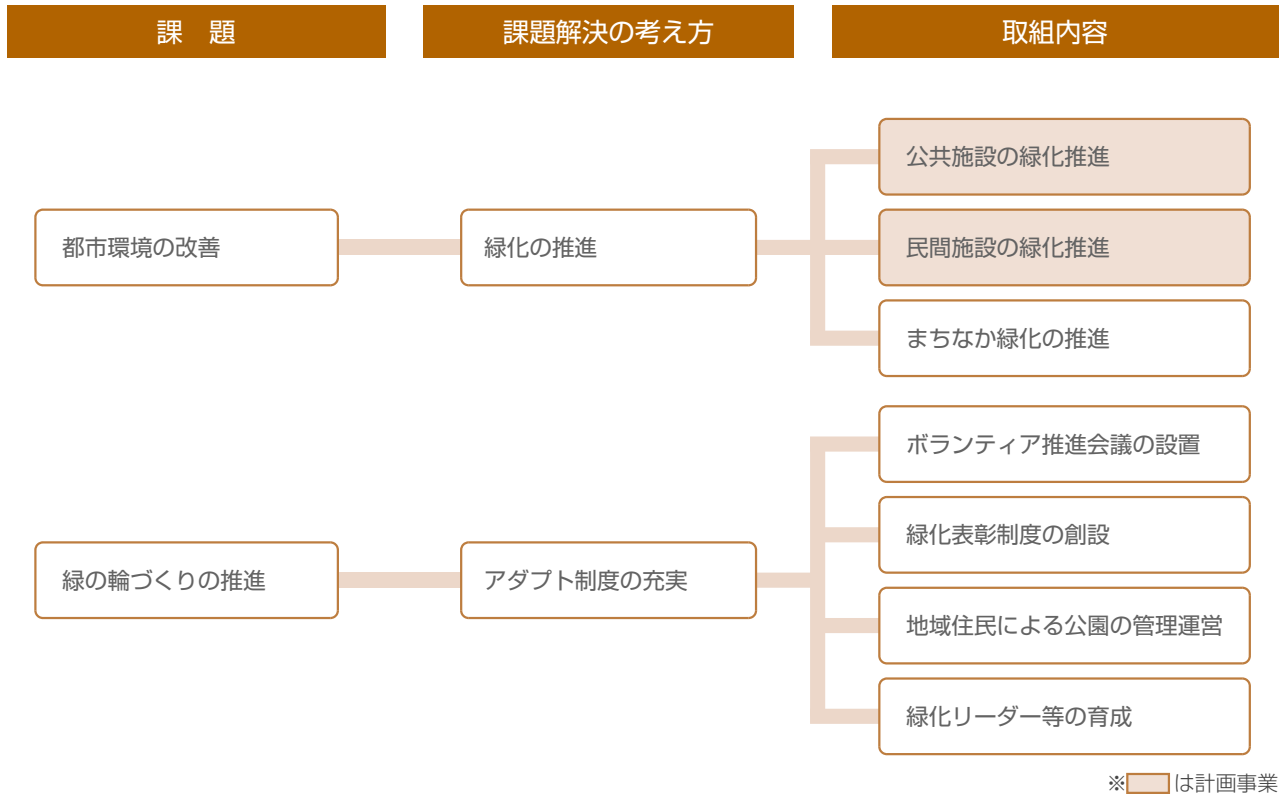 課　題
課題解決の考え方
取組内容
都市環境の改善
緑化の推進
公共施設の緑化推進
民間施設の緑化推進
まちなか緑化の推進
緑の輪づくりの推進
アダプト制度の充実
ボランティア推進会議の設置
緑化表彰制度の創設
地域住民による公園の管理運営
緑化リーダー等の育成
※ は計画事業